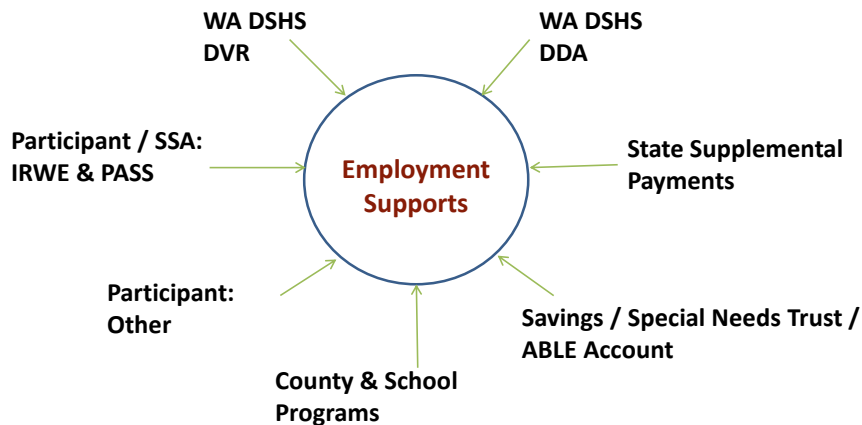 WA DSHS
DVR
WA DSHS
DDA
Participant / SSA:
IRWE & PASS
Employment
Supports
State Supplemental
Payments
Participant:
Other
Savings / Special Needs Trust /
ABLE Account
County & School
Programs